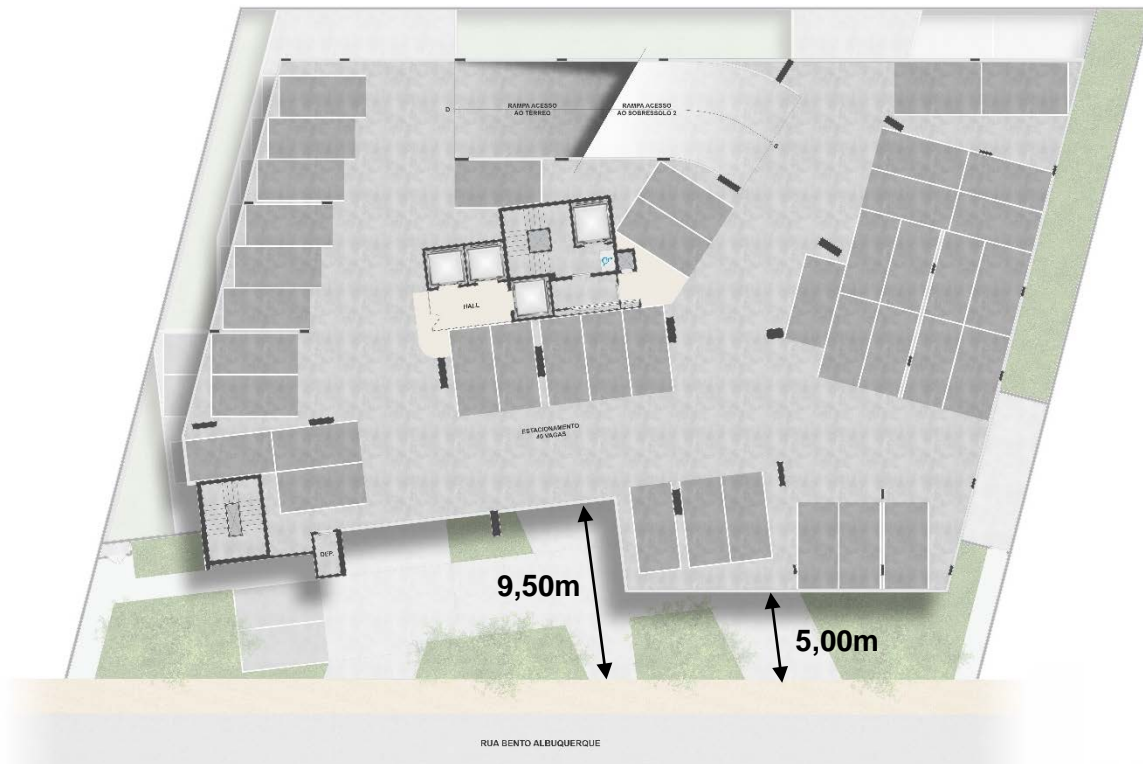 RAMPA ACESSO
AO TÉRREO
RAMPA ACESSO
AO SOBRESSOLO 2
D
S
HALL
ESTACIONAMENTO
40 VAGAS
DEP.
9,50m
5,00m
RUA BENTO ALBUQUERQUE